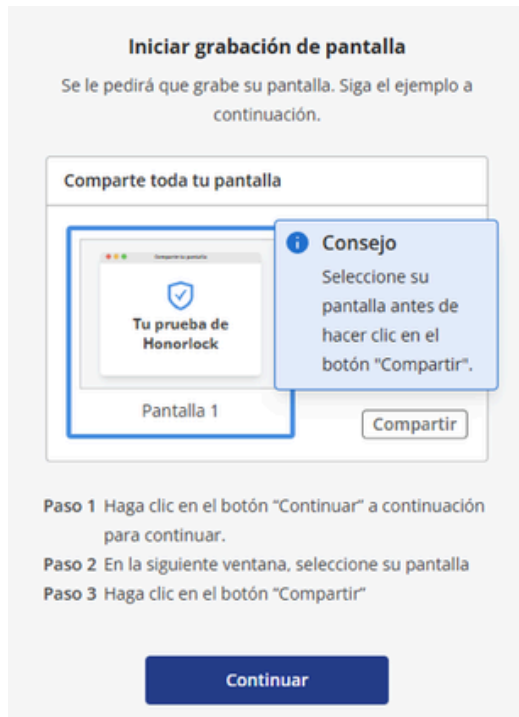 Iniciar grabación de pantalla
Se le pedirá que grabe su pantalla. Siga el ejemplo a
continuación.
Comparte toda tu pantalla
Comparte tu pantalla
Tu prueba de
Honorlock
Pantalla 1
Consejo
Seleccione su
pantalla antes de
hacer clic en el
botón "Compartir".
Compartir
Paso 1 Haga clic en el botón “Continuar” a continuación
para continuar.
Paso 2 En la siguiente ventana, seleccione su pantalla
Paso 3 Haga clic en el botón “Compartir”
Continuar